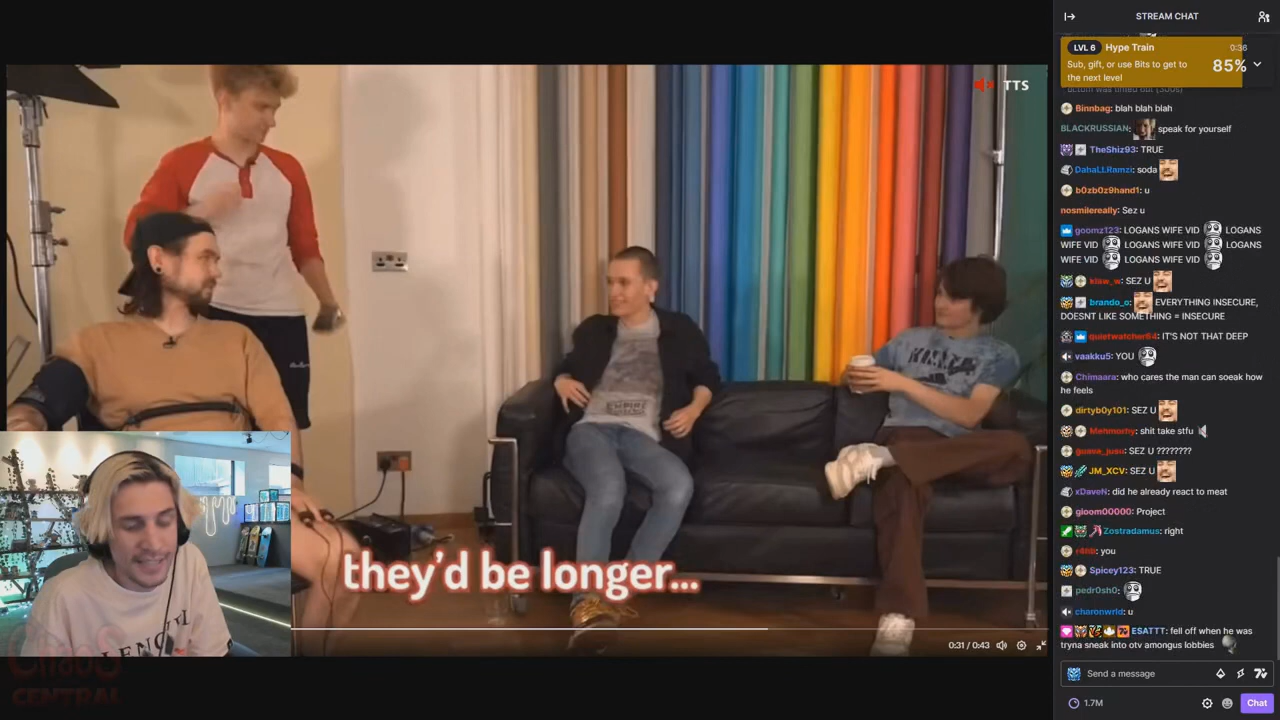 STREAM CHAT
LVL 6 Hype Train 0:36
Sub, gift, or use Bits to get to
the next level
85%
Binnbag: blah blah blah
BLACKRUSSIAN: speak for yourself
TheShiz93: TRUE
DahaLLRamzi: soda
b0zb0z9hand1: u
nosmilereally: Sez u
goomz123: LOGANS WIFE VID LOGANS
WIFE VID LOGANS WIFE VID LOGANS
WIFE VID LOGANS WIFE VID
klaw_w: SEZ U
brando_o: EVERYTHING INSECURE,
DOESNT LIKE SOMETHING = INSECURE
quietwatcher64: IT'S NOT THAT DEEP
vaakku5: YOU
Chimaara: who cares the man can soeak how
he feels
dirtyb0y101: SEZ U
Mehmoshy: shit take stfu
guava_jusu: SEZ U ????????
JM_XCV: SEZ U
xDaveN: did he already react to meat
gloom00000: Project
Zostradamus: right
you
Spicey123: TRUE
pedr0sh0:
charonwrld: u
ESATTT: fell off when he was
tryna sneak into otv amongus lobbies
Send a message
1.7M
Chat
TTS
they'd be longer...
0:31 / 0:43
CHAOS
CENTRAL